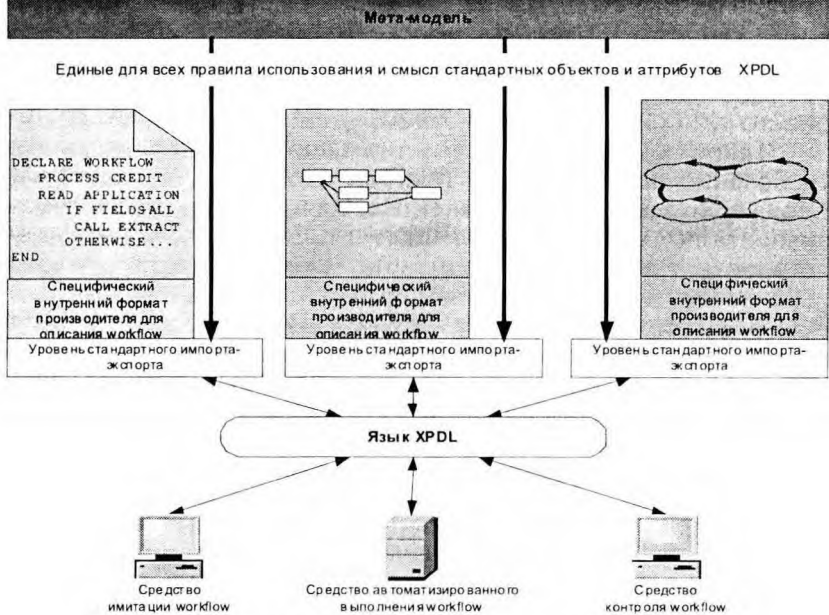 Мета-модель
Единые для всех правила использования и смысл стандартных объектов и аттрибутов XPDL
DECLARE WORKFLOW
PROCESS CREDIT
READ APPLICATION
IF FIELDS-ALL
CALL EXTRACT
OTHERWISE...
END
Специфический
внутренний формат
производителя для
описания workflow
Специфический
внутренний формат
производителя для
описания workflow
Специфический
внутренний формат
производителя для
описания workflow
Уровень стандартного импорта-
экспорта
Уровень стандартного импорта-
экспорта
Уровень стандартного импорта-
экспорта
Язык XPDL
Средство
имитации workflow
Средство автоматизированного
выполнения workflow
Средство
контроля workflow